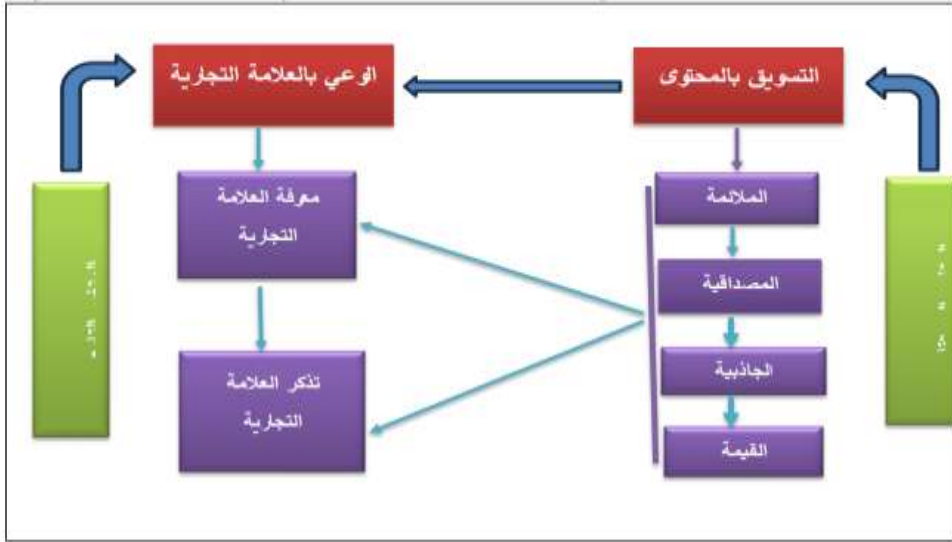 التسويق بالمحتوى
الوعي بالعلامة التجارية
الملائمة
المصداقية
الجاذبية
القيمة
معرفة العلامة
التجارية
تذكر العلامة
التجارية